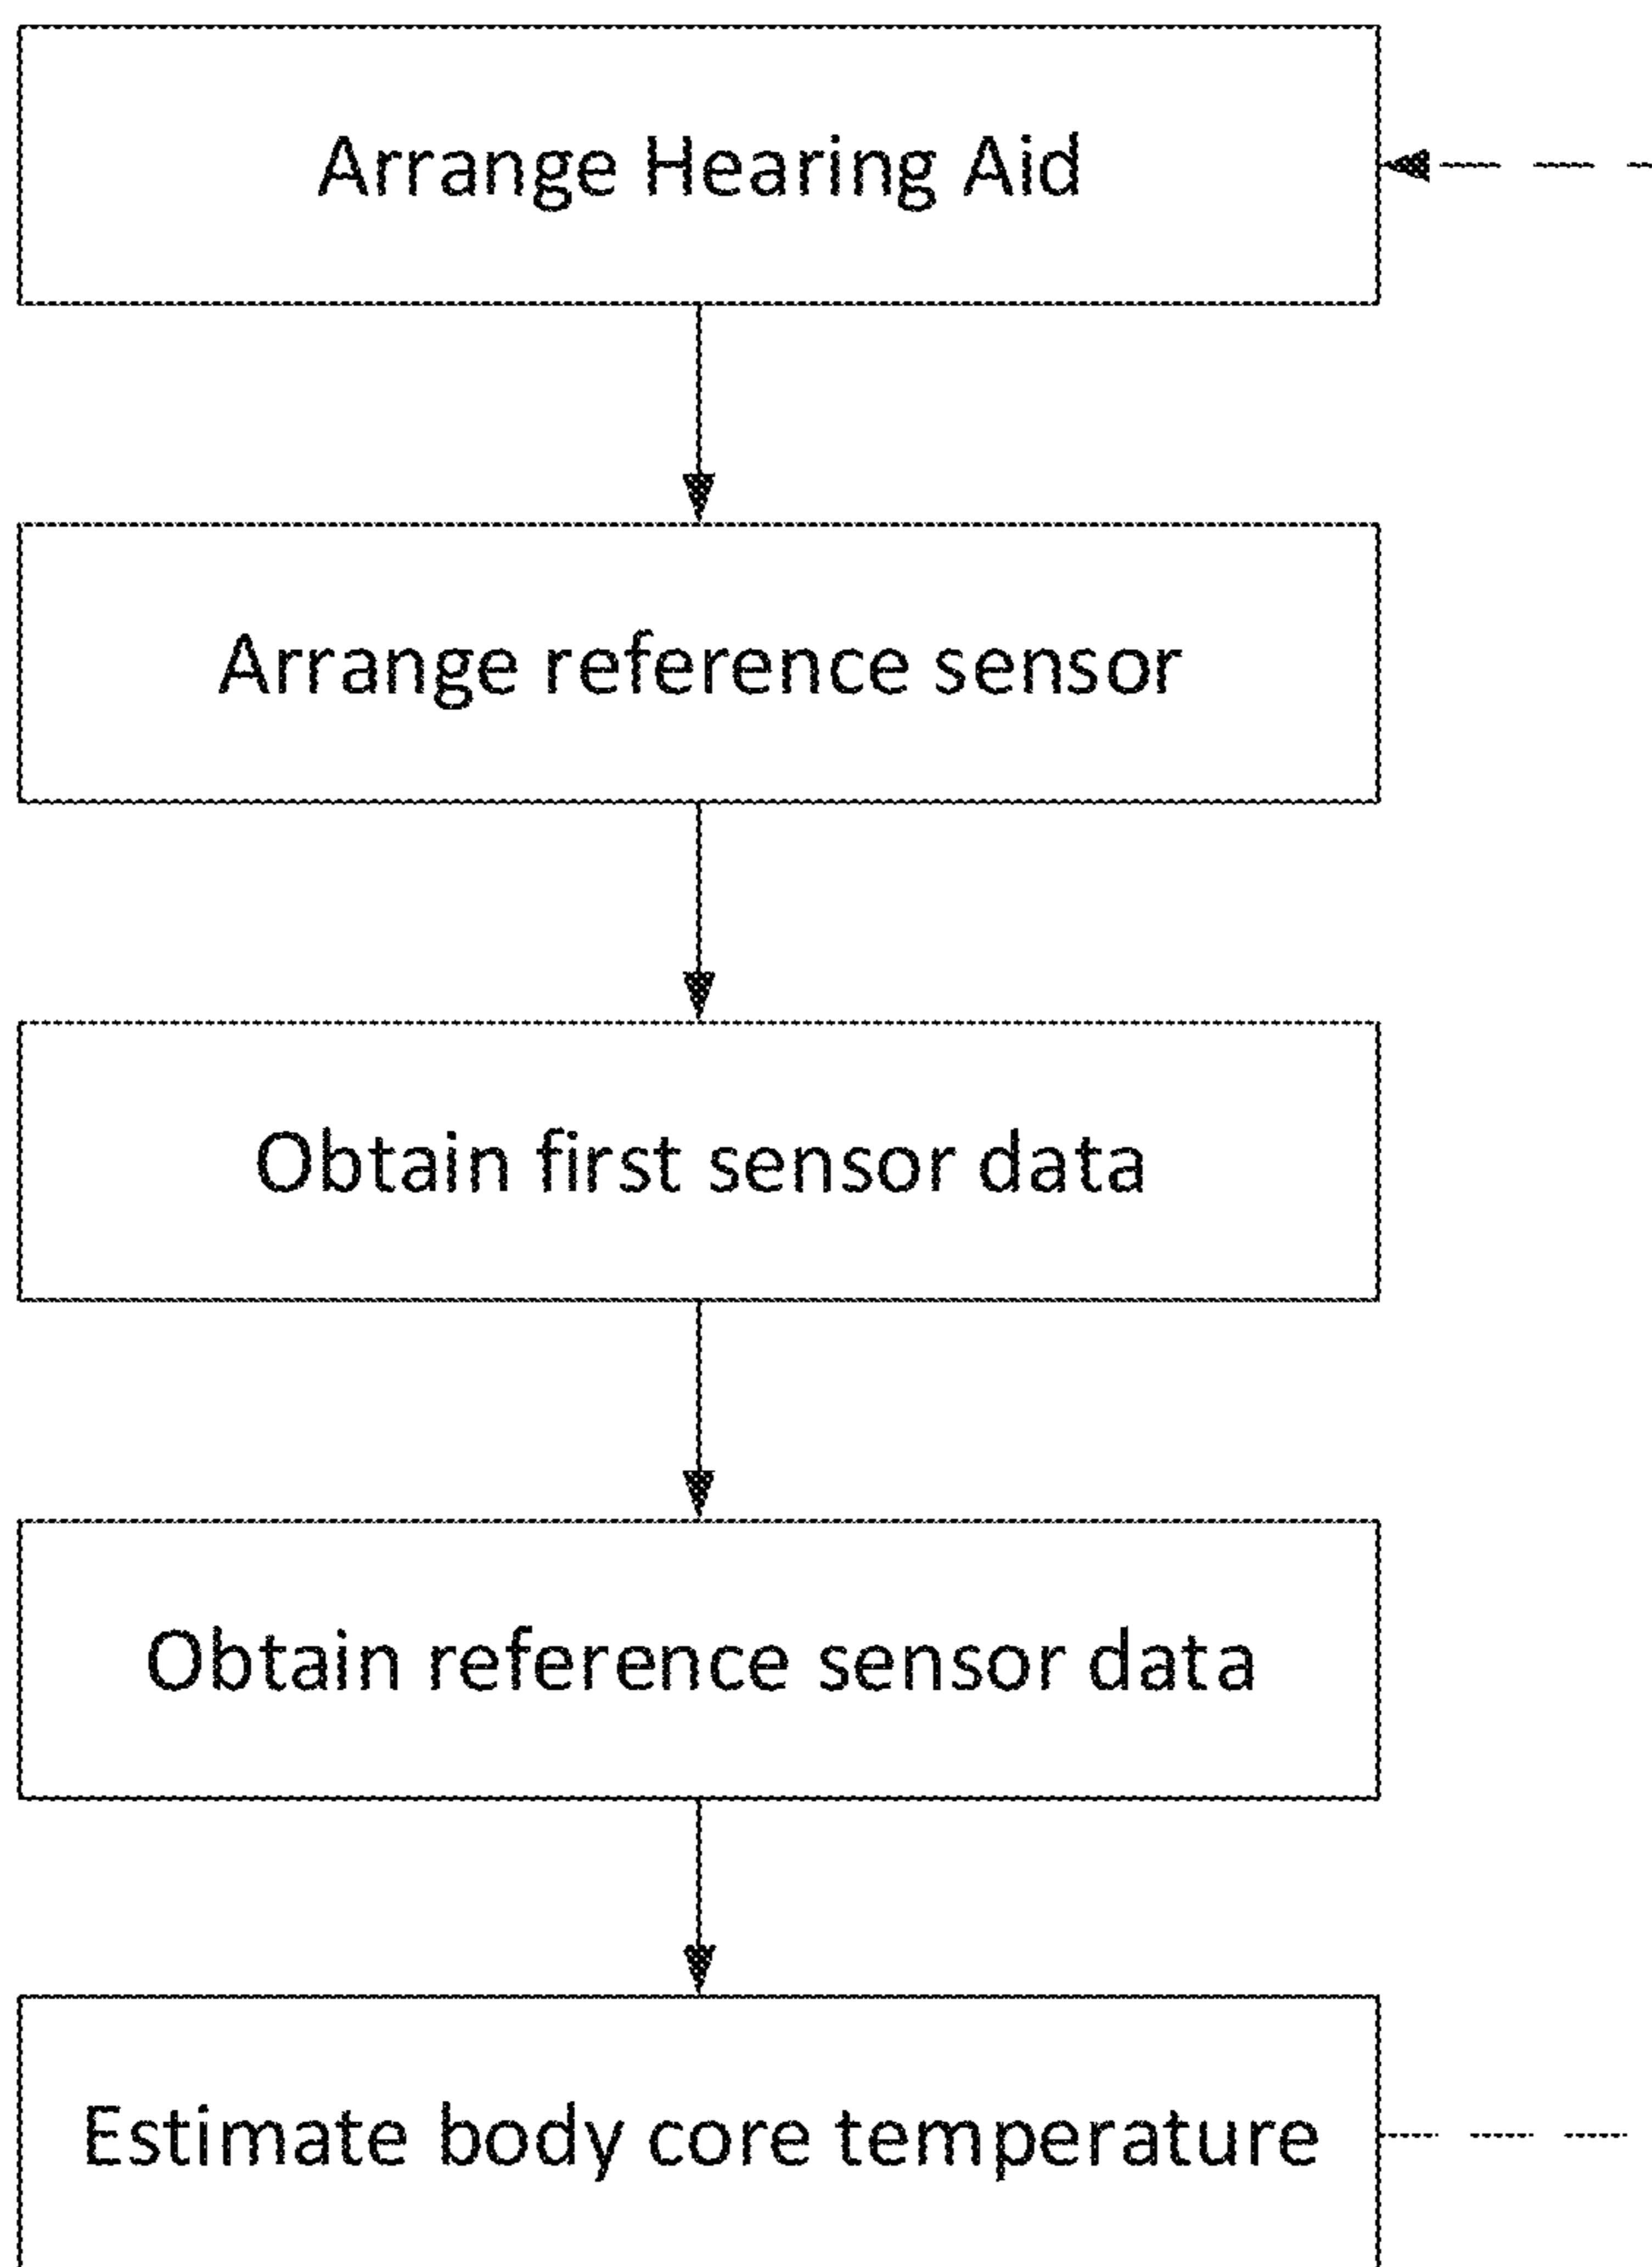 Arrange Hearing Aid
Arrange reference sensor
Obtain first sensor data
Obtain reference sensor data
Estimate body core temperature